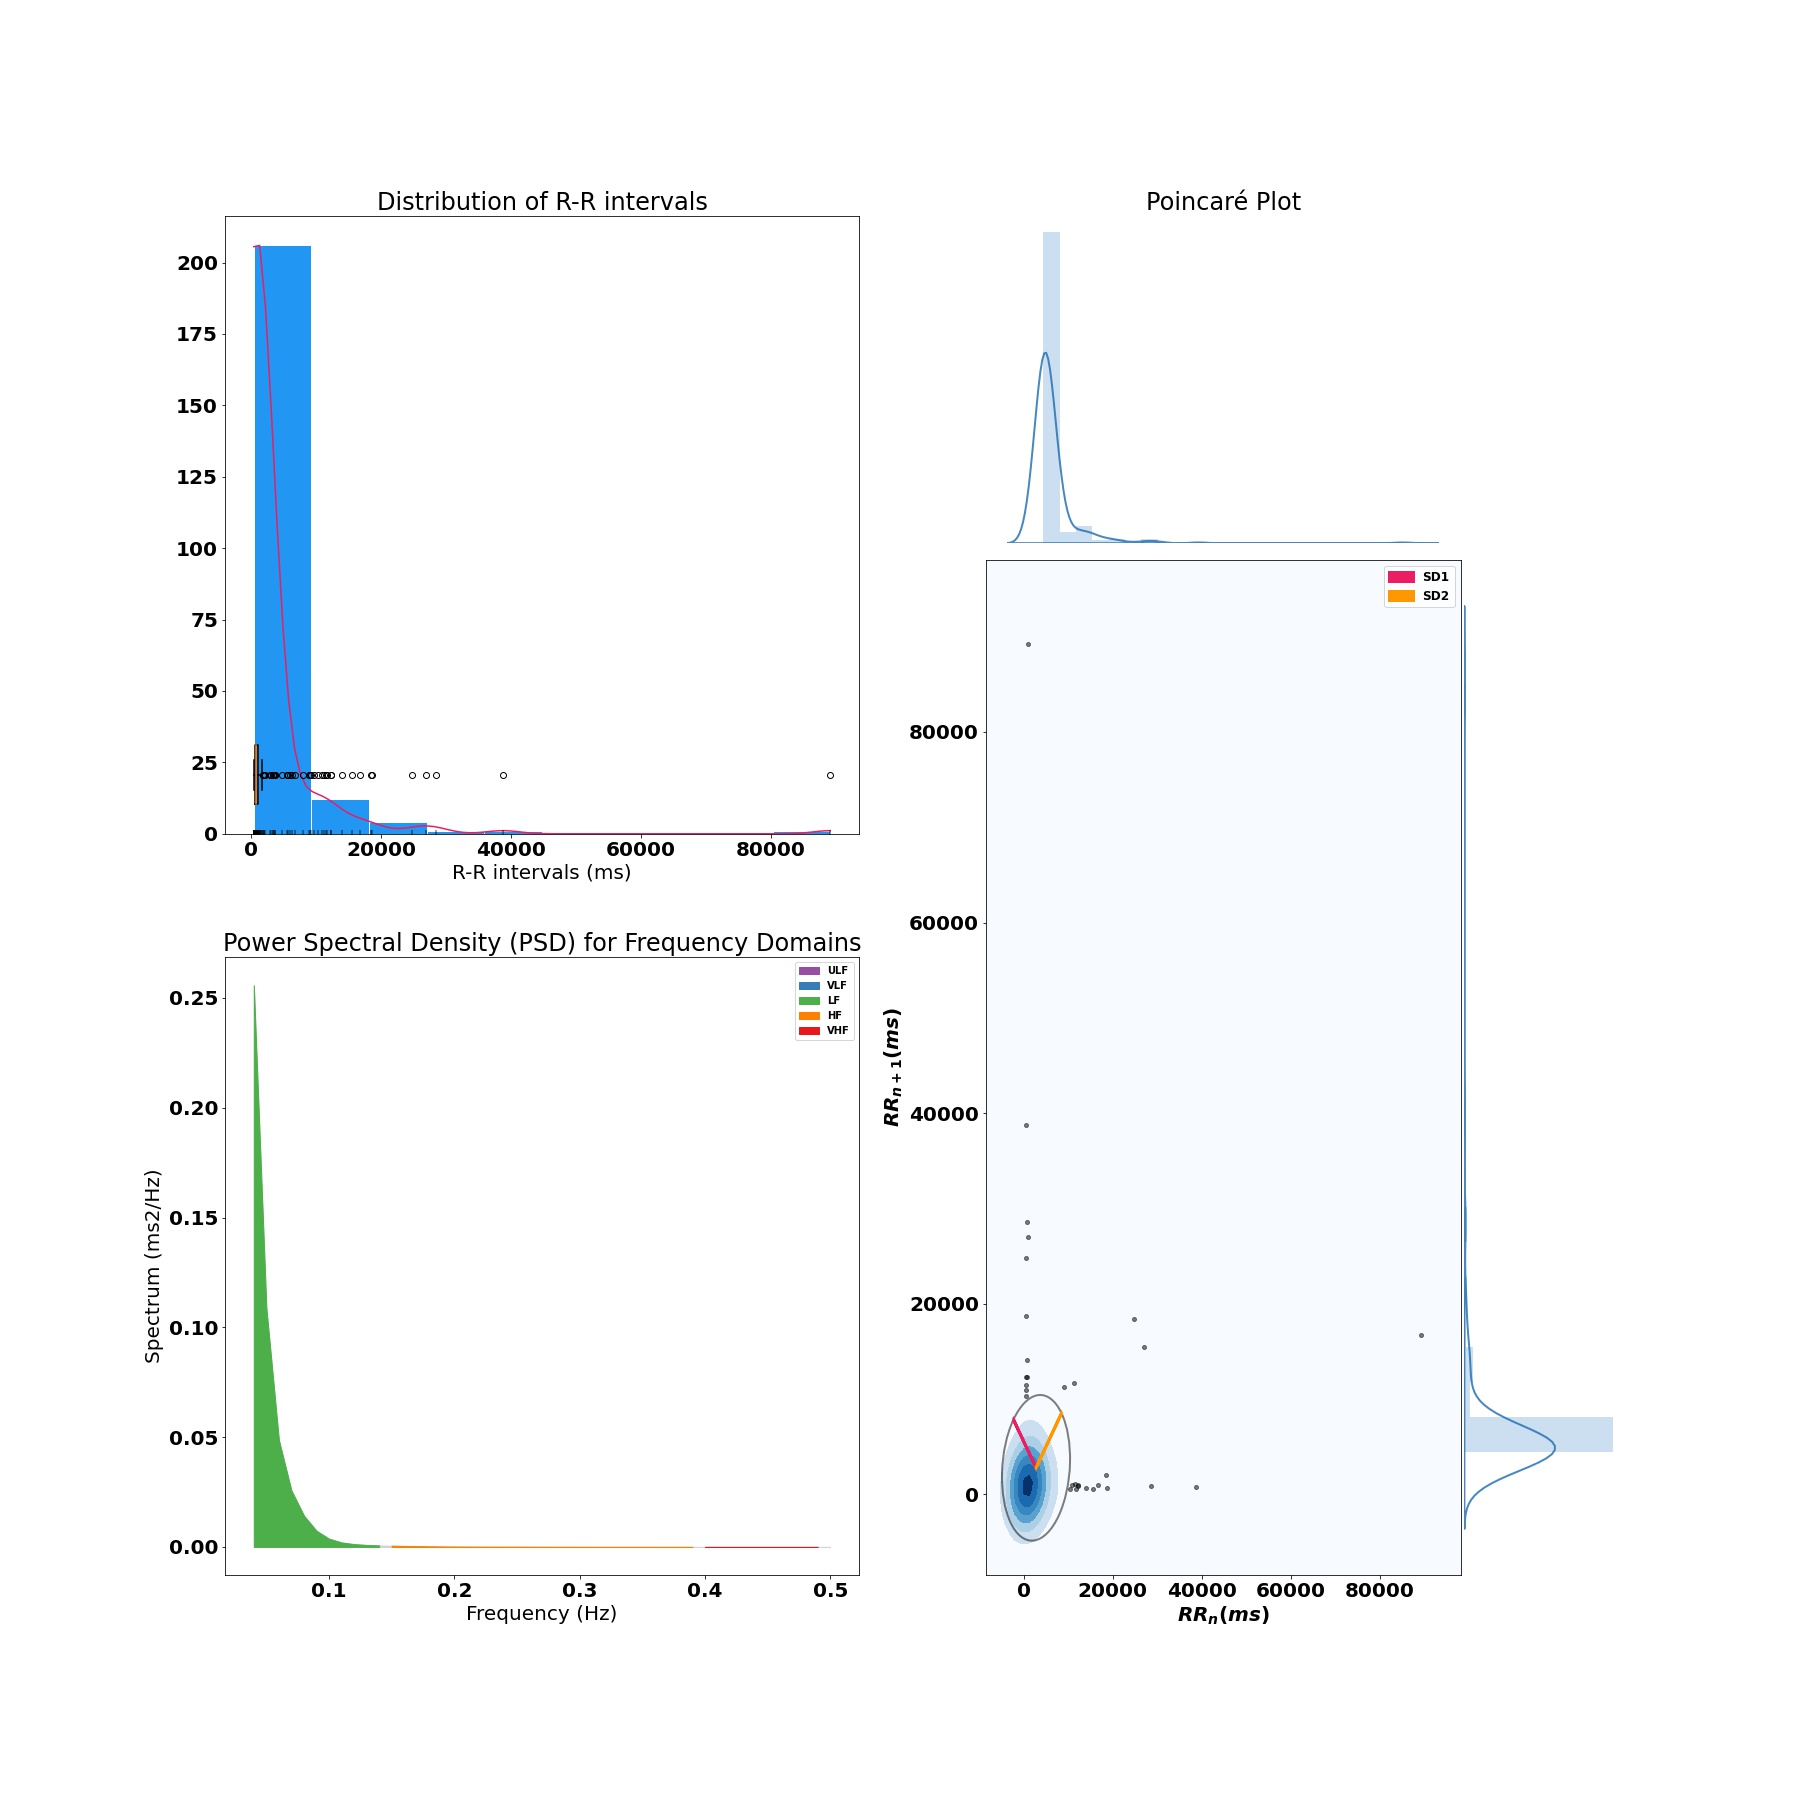 Distribution of R-R intervals
200
175
150
125
100
75
50
25
0
0 20000 40000 60000 80000
R-R intervals (ms)
Power Spectral Density (PSD) for Frequency Domains
ULF
VLF
LF
HF
VHF
0.25
0.20
0.15
0.10
0.05
0.00
Spectrum (ms2/Hz)
0.1 0.2 0.3 0.4 0.5
Frequency (Hz)
Poincaré Plot
SD1
SD2
80000
60000
40000
20000
0
RRn+1(ms)
0 20000 40000 60000 80000
RRn(ms)